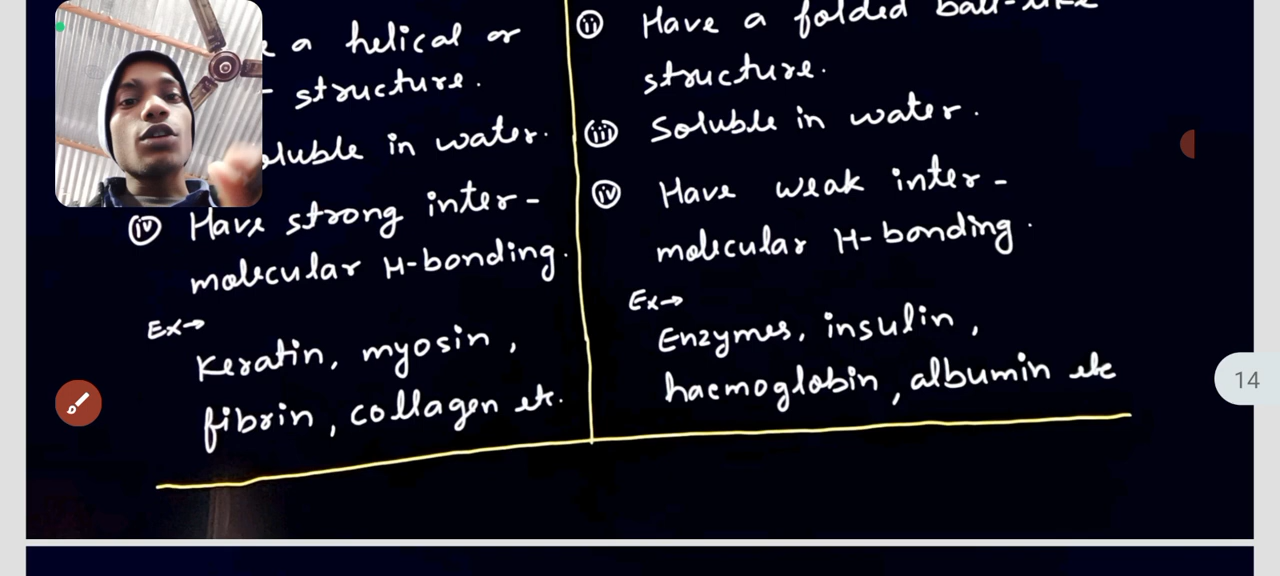 a helical or
structure.
in water.
(iv) Have strong inter-
molecular H-bonding.
Ex→
Keratin, myosin,
fibrin, collagen etc.
(ii) Have a folded ball-like
structure.
(iii) Soluble in water.
(iv) Have weak inter-
molecular H-bonding.
Ex→
Enzymes, insulin,
haemoglobin, albumin etc
14